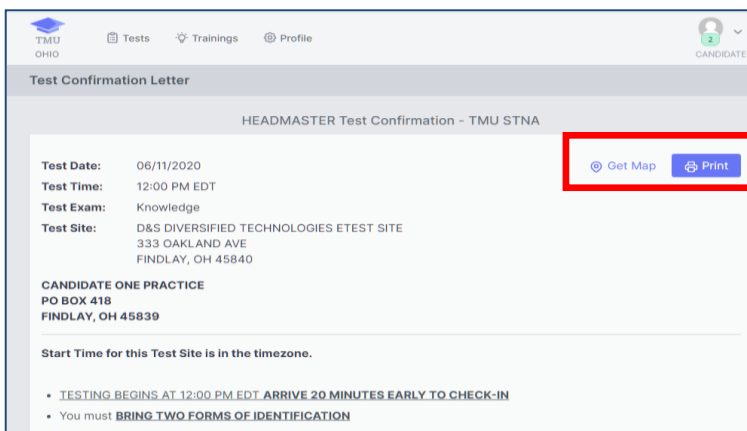 TMU
OHIO
Tests
Trainings
Profile
2
CANDIDATE
Test Confirmation Letter
HEADMASTER Test Confirmation - TMU STNA
Get Map
Print
Test Date: 06/11/2020
Test Time: 12:00 PM EDT
Test Exam: Knowledge
Test Site: D&S DIVERSIFIED TECHNOLOGIES ETEST SITE
333 OAKLAND AVE
FINDLAY, OH 45840
CANDIDATE ONE PRACTICE
PO BOX 418
FINDLAY, OH 45839
Start Time for this Test Site is in the timezone.
• TESTING BEGINS AT 12:00 PM EDT ARRIVE 20 MINUTES EARLY TO CHECK-IN
• You must BRING TWO FORMS OF IDENTIFICATION